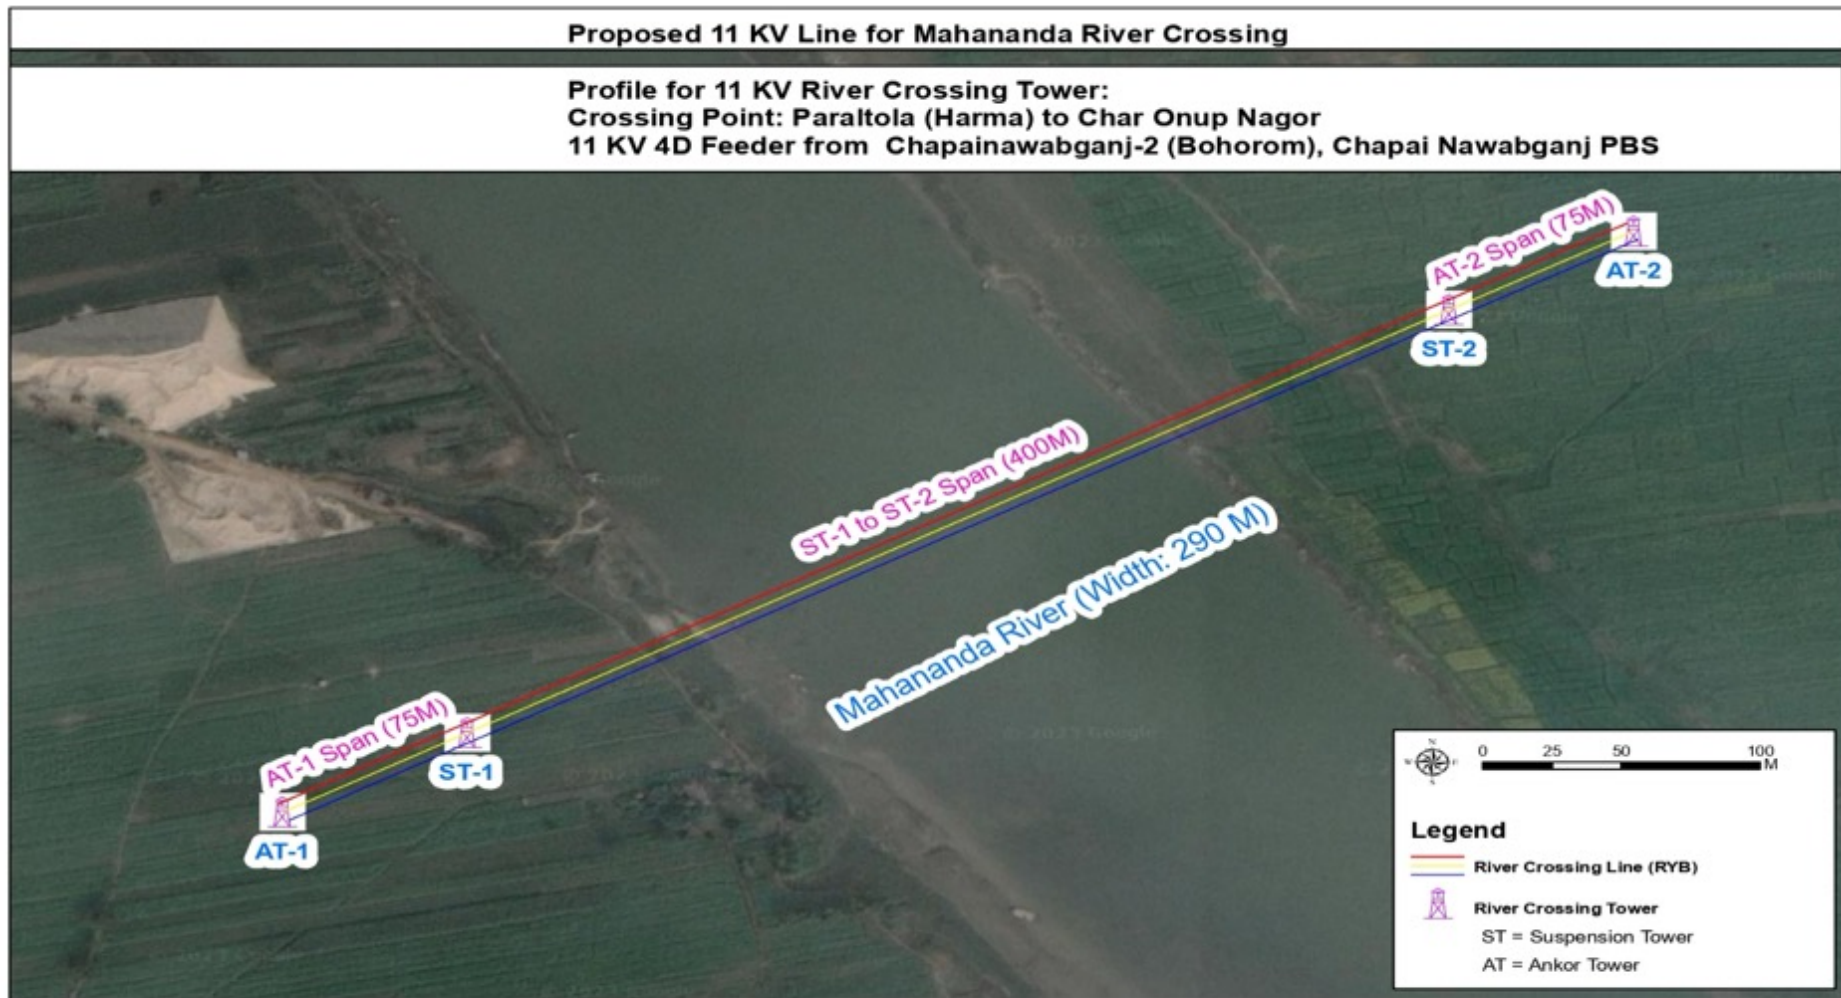 Proposed 11 KV Line for Mahananda River Crossing
Profile for 11 KV River Crossing Tower:
Crossing Point: Paraltola (Harma) to Char Onup Nagor
11 KV 4D Feeder from Chapainawabganj-2 (Bohorom), Chapai Nawabganj PBS
AT-2 Span (75M)
AT-2
ST-2
ST-1 to ST-2 Span (400M)
Mahananda River (Width: 290 M)
AT-1 Span (75M)
ST-1
AT-1
N
W E
S
0 25 50 100
M
Legend
River Crossing Line (RYB)
River Crossing Tower
ST = Suspension Tower
AT = Ankor Tower